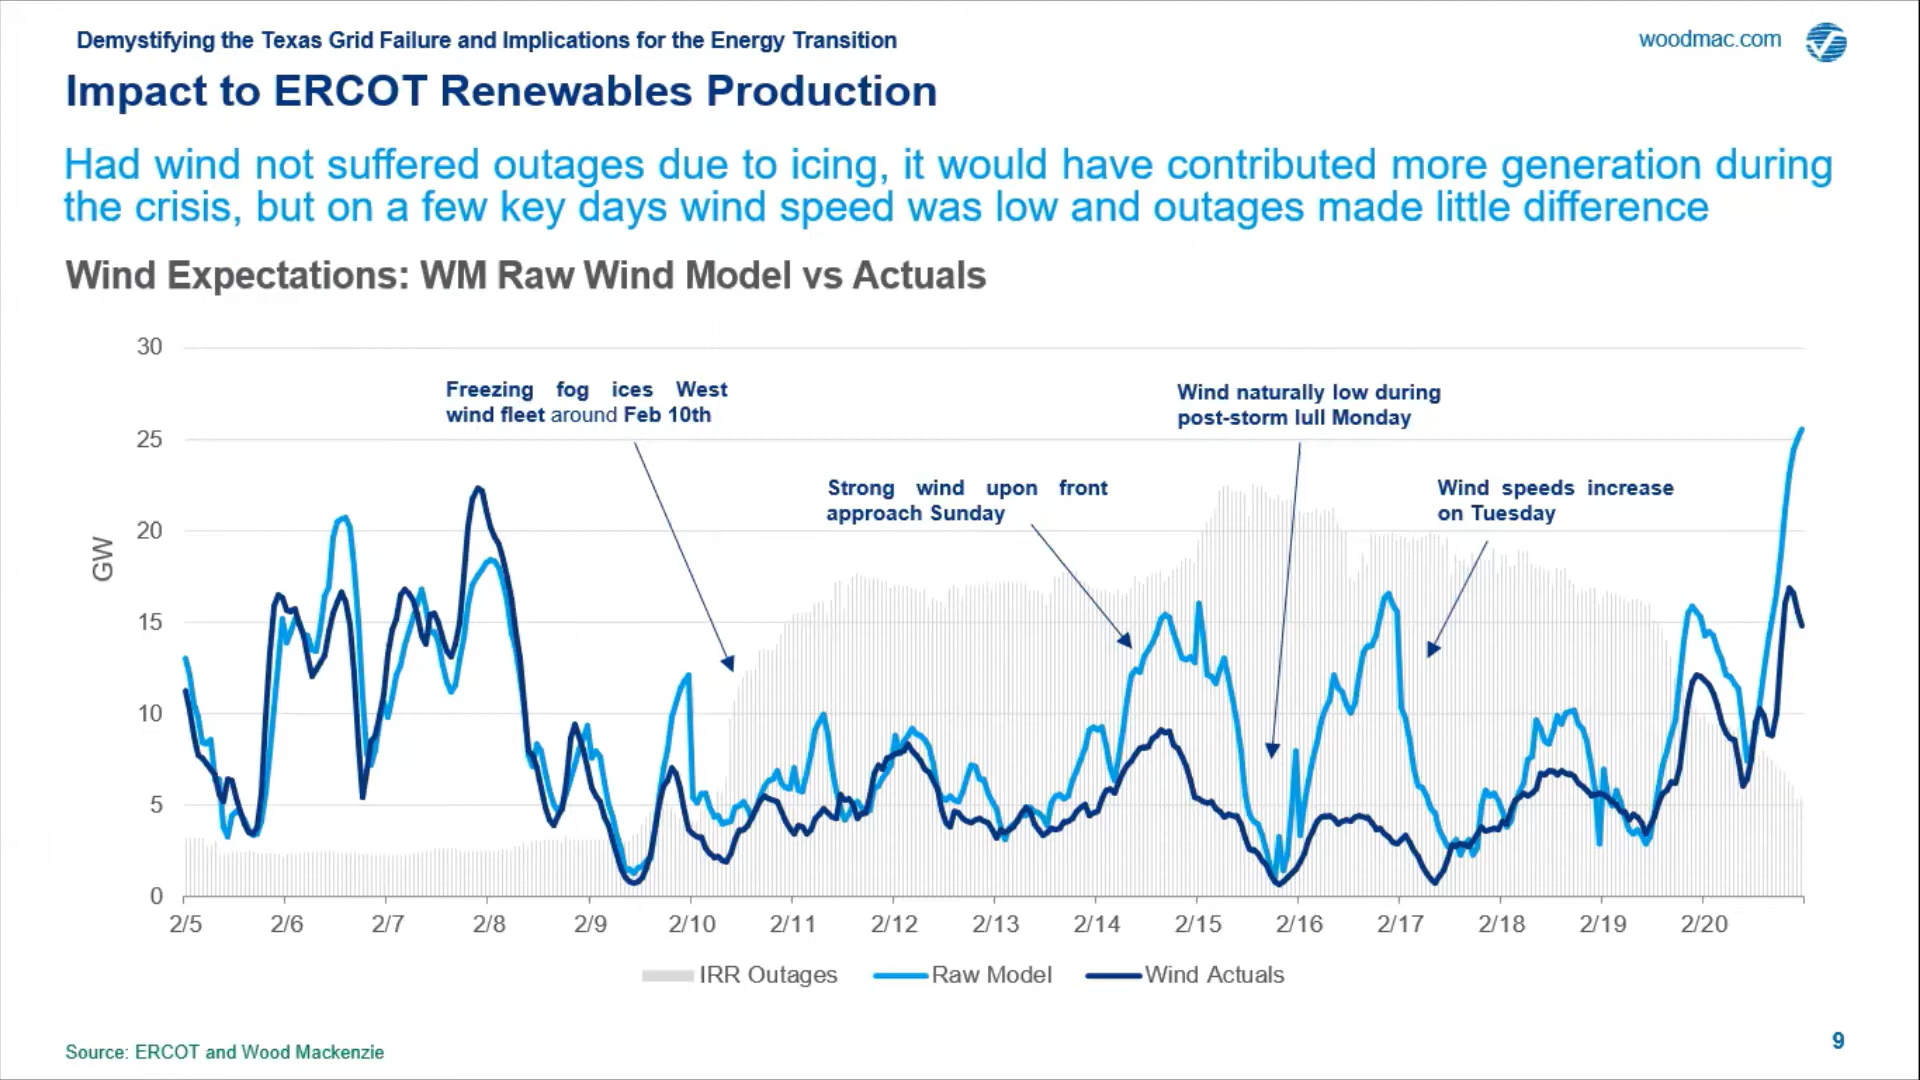 Demystifying the Texas Grid Failure and Implications for the Energy Transition
woodmac.com
Impact to ERCOT Renewables Production
Had wind not suffered outages due to icing, it would have contributed more generation during
the crisis, but on a few key days wind speed was low and outages made little difference
Wind Expectations: WM Raw Wind Model vs Actuals
30
25
20
15
10
5
0
GW
Freezing fog ices West
wind fleet around Feb 10th
Strong wind upon front
approach Sunday
Wind naturally low during
post-storm lull Monday
Wind speeds increase
on Tuesday
2/5 2/6 2/7 2/8 2/9 2/10 2/11 2/12 2/13 2/14 2/15 2/16 2/17 2/18 2/19 2/20
IRR Outages Raw Model Wind Actuals
Source: ERCOT and Wood Mackenzie
9